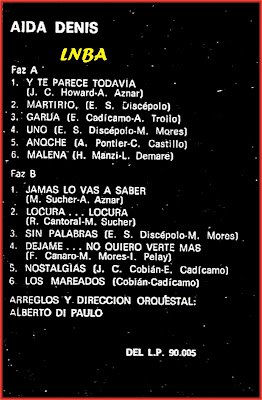 AIDA DENIS
LNBA
Faz A
1. Y TE PARECE TODAVIA
(J. C. Howard-A. Aznar)
2. MARTIRIO, (E. S. Discépolo)
3. GARUA (E. Cadícamo-A. Troilo)
4. UNO (E. S. Discépolo-M. Mores)
5. ANOCHE (A. Pontier-C. Castillo)
6. MALENA (H. Manzi-L. Demare)
Faz B
1. JAMAS LO VAS A SABER
(M. Sucher-A. Aznar)
2. LOCURA . . . LOCURA
(R. Cantoral-M. Sucher)
3. SIN PALABRAS (E. S. Discépolo-M. Mores)
4. DEJAME . . . NO QUIERO VERTE MAS
(F. Canaro-M. Mores-I. Pelay)
5. NOSTALGIAS (J. C. Cobián-E. Cadícamo)
6. LOS MAREADOS (Cobián-Cadícamo)
ARREGLOS Y DIRECCION ORQUESTAL:
ALBERTO DI PAULO
DEL L.P. 90.005